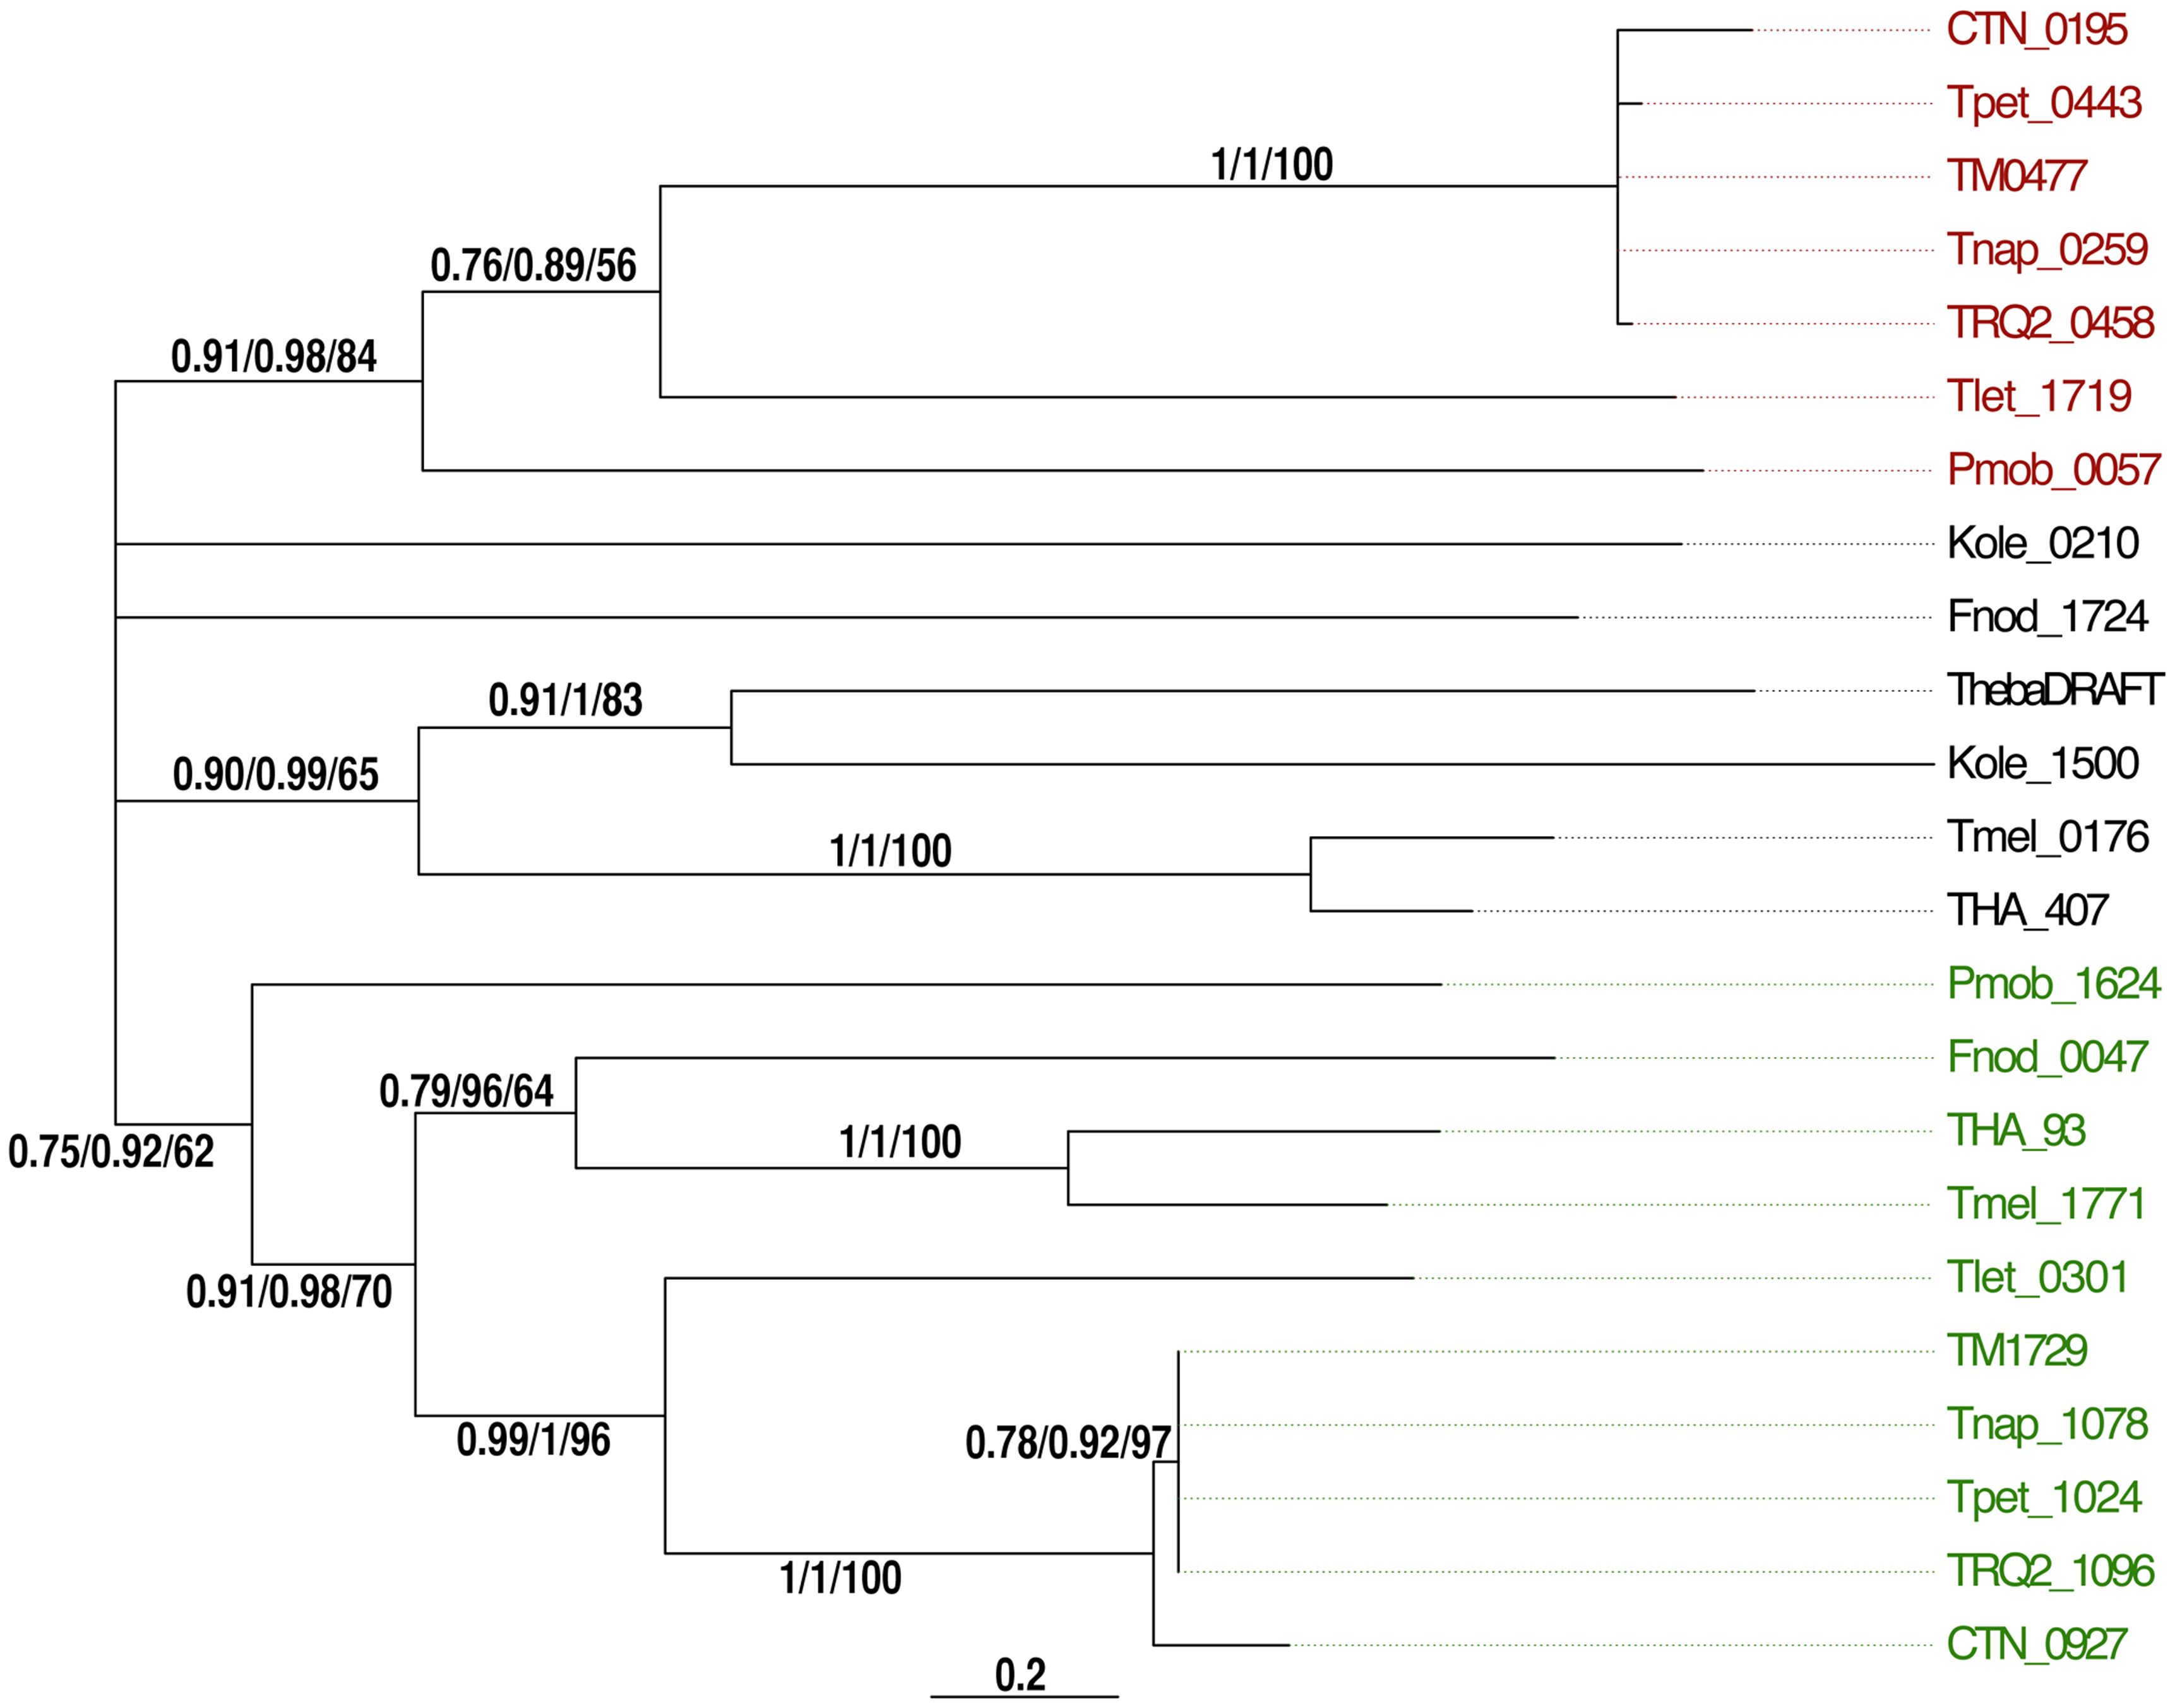 CTN_0195
Tpet_0443
1/1/100
TM0477
0.76/0.89/56
Tnap_0259
TRQ2_0458
0.91/0.98/84
Tlet_1719
Pmob_0057
Kole_0210
Fnod_1724
0.91/1/83
ThebaDRAFT
0.90/0.99/65
Kole_1500
1/1/100
Tmel_0176
THA_407
Pmob_1624
Fnod_0047
0.79/96/64
1/1/100
THA_93
0.75/0.92/62
Tmel_1771
0.91/0.98/70
Tlet_0301
TM1729
0.99/1/96
0.78/0.92/97
Tnap_1078
Tpet_1024
1/1/100
TRQ2_1096
CTN_0927
0.2